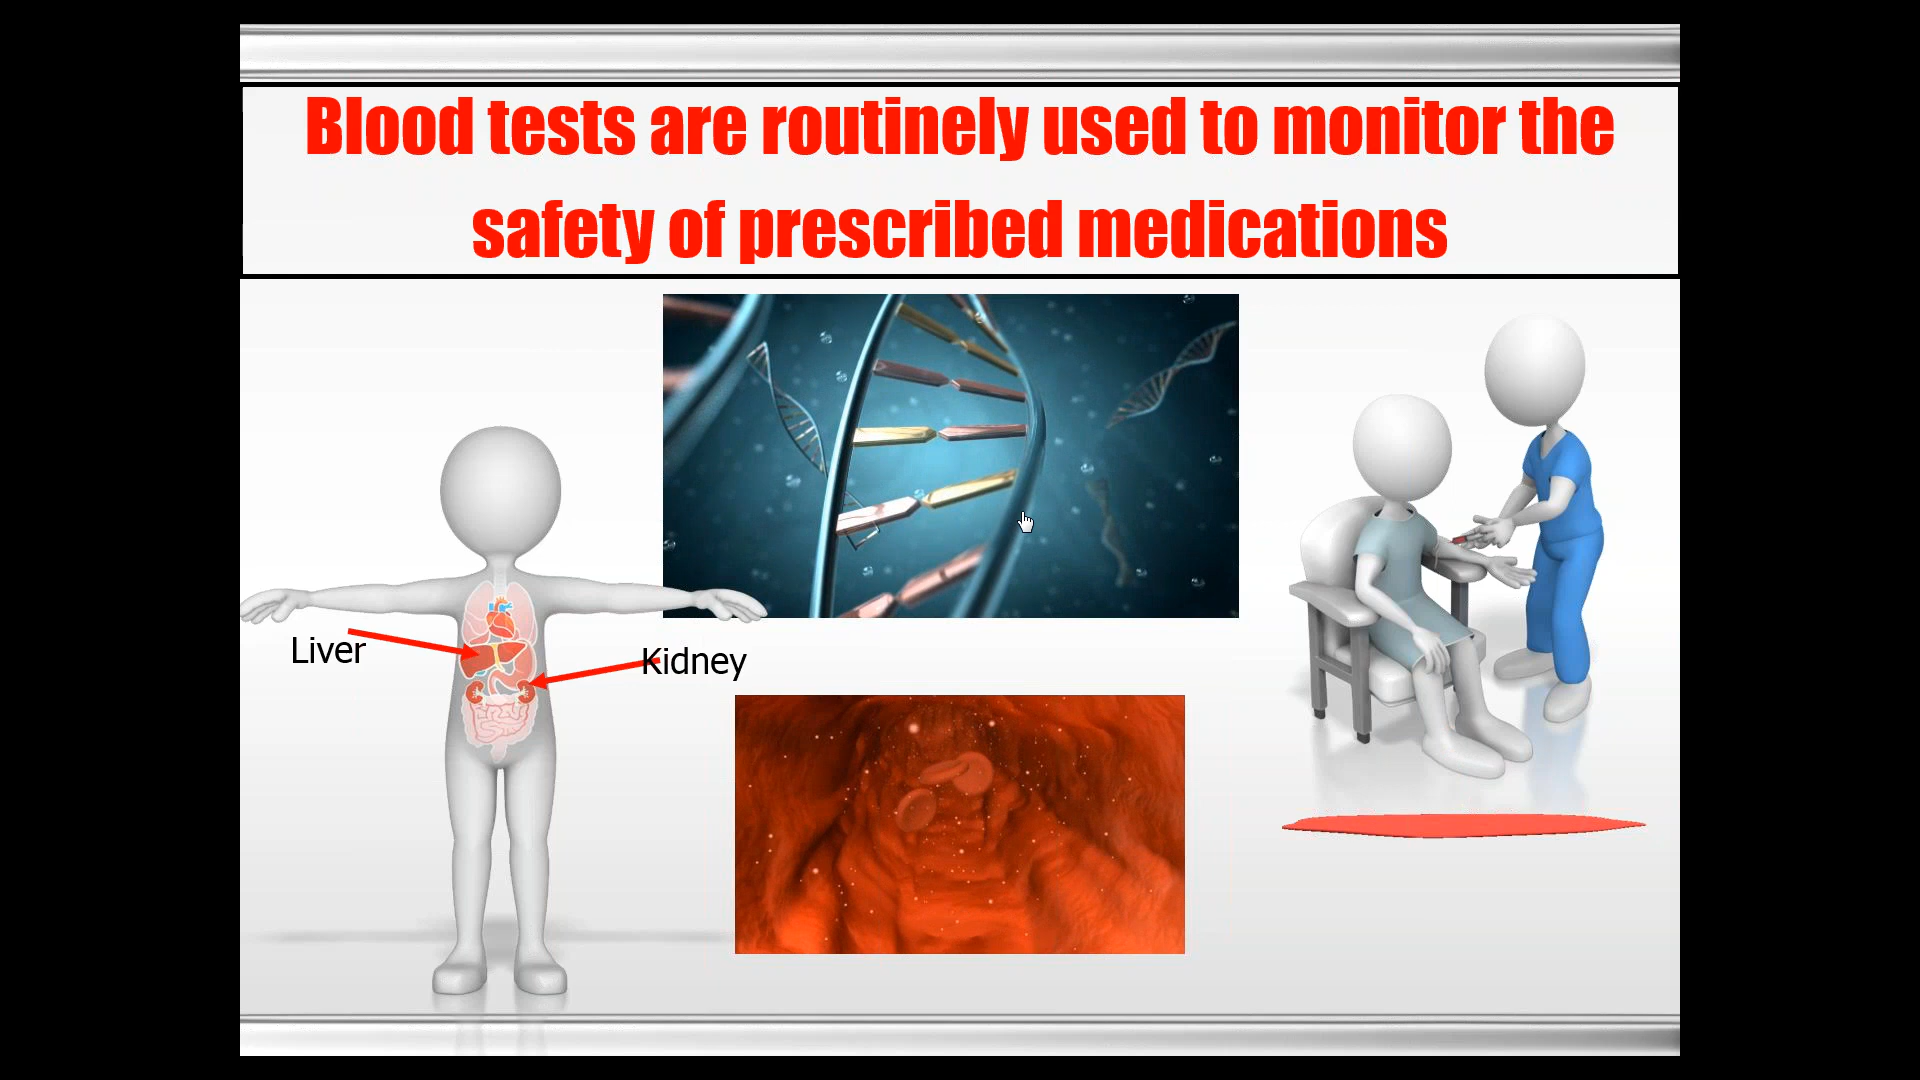 Blood tests are routinely used to monitor the
safety of prescribed medications
Liver
Kidney